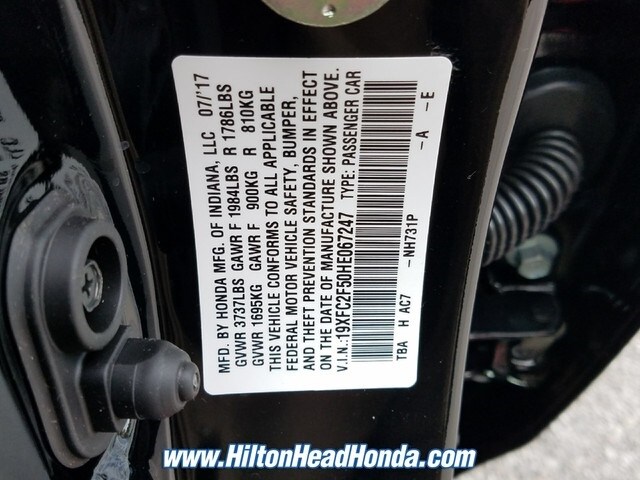 MFD. BY HONDA MFG. OF INDIANA, LLC 07/'17
GVWR 3737LBS GAWR F 1984LBS R 1786LBS
GVWR 1695KG GAWR F 900KG R 810KG
THIS VEHICLE CONFORMS TO ALL APPLICABLE
FEDERAL MOTOR VEHICLE SAFETY, BUMPER,
AND THEFT PREVENTION STANDARDS IN EFFECT
ON THE DATE OF MANUFACTURE SHOWN ABOVE.
V.I.N.: 19XFC2F50HE067247 TYPE: PASSENGER CAR
TBA H AC7 -NH731P -A -E
www.HiltonHeadHonda.com